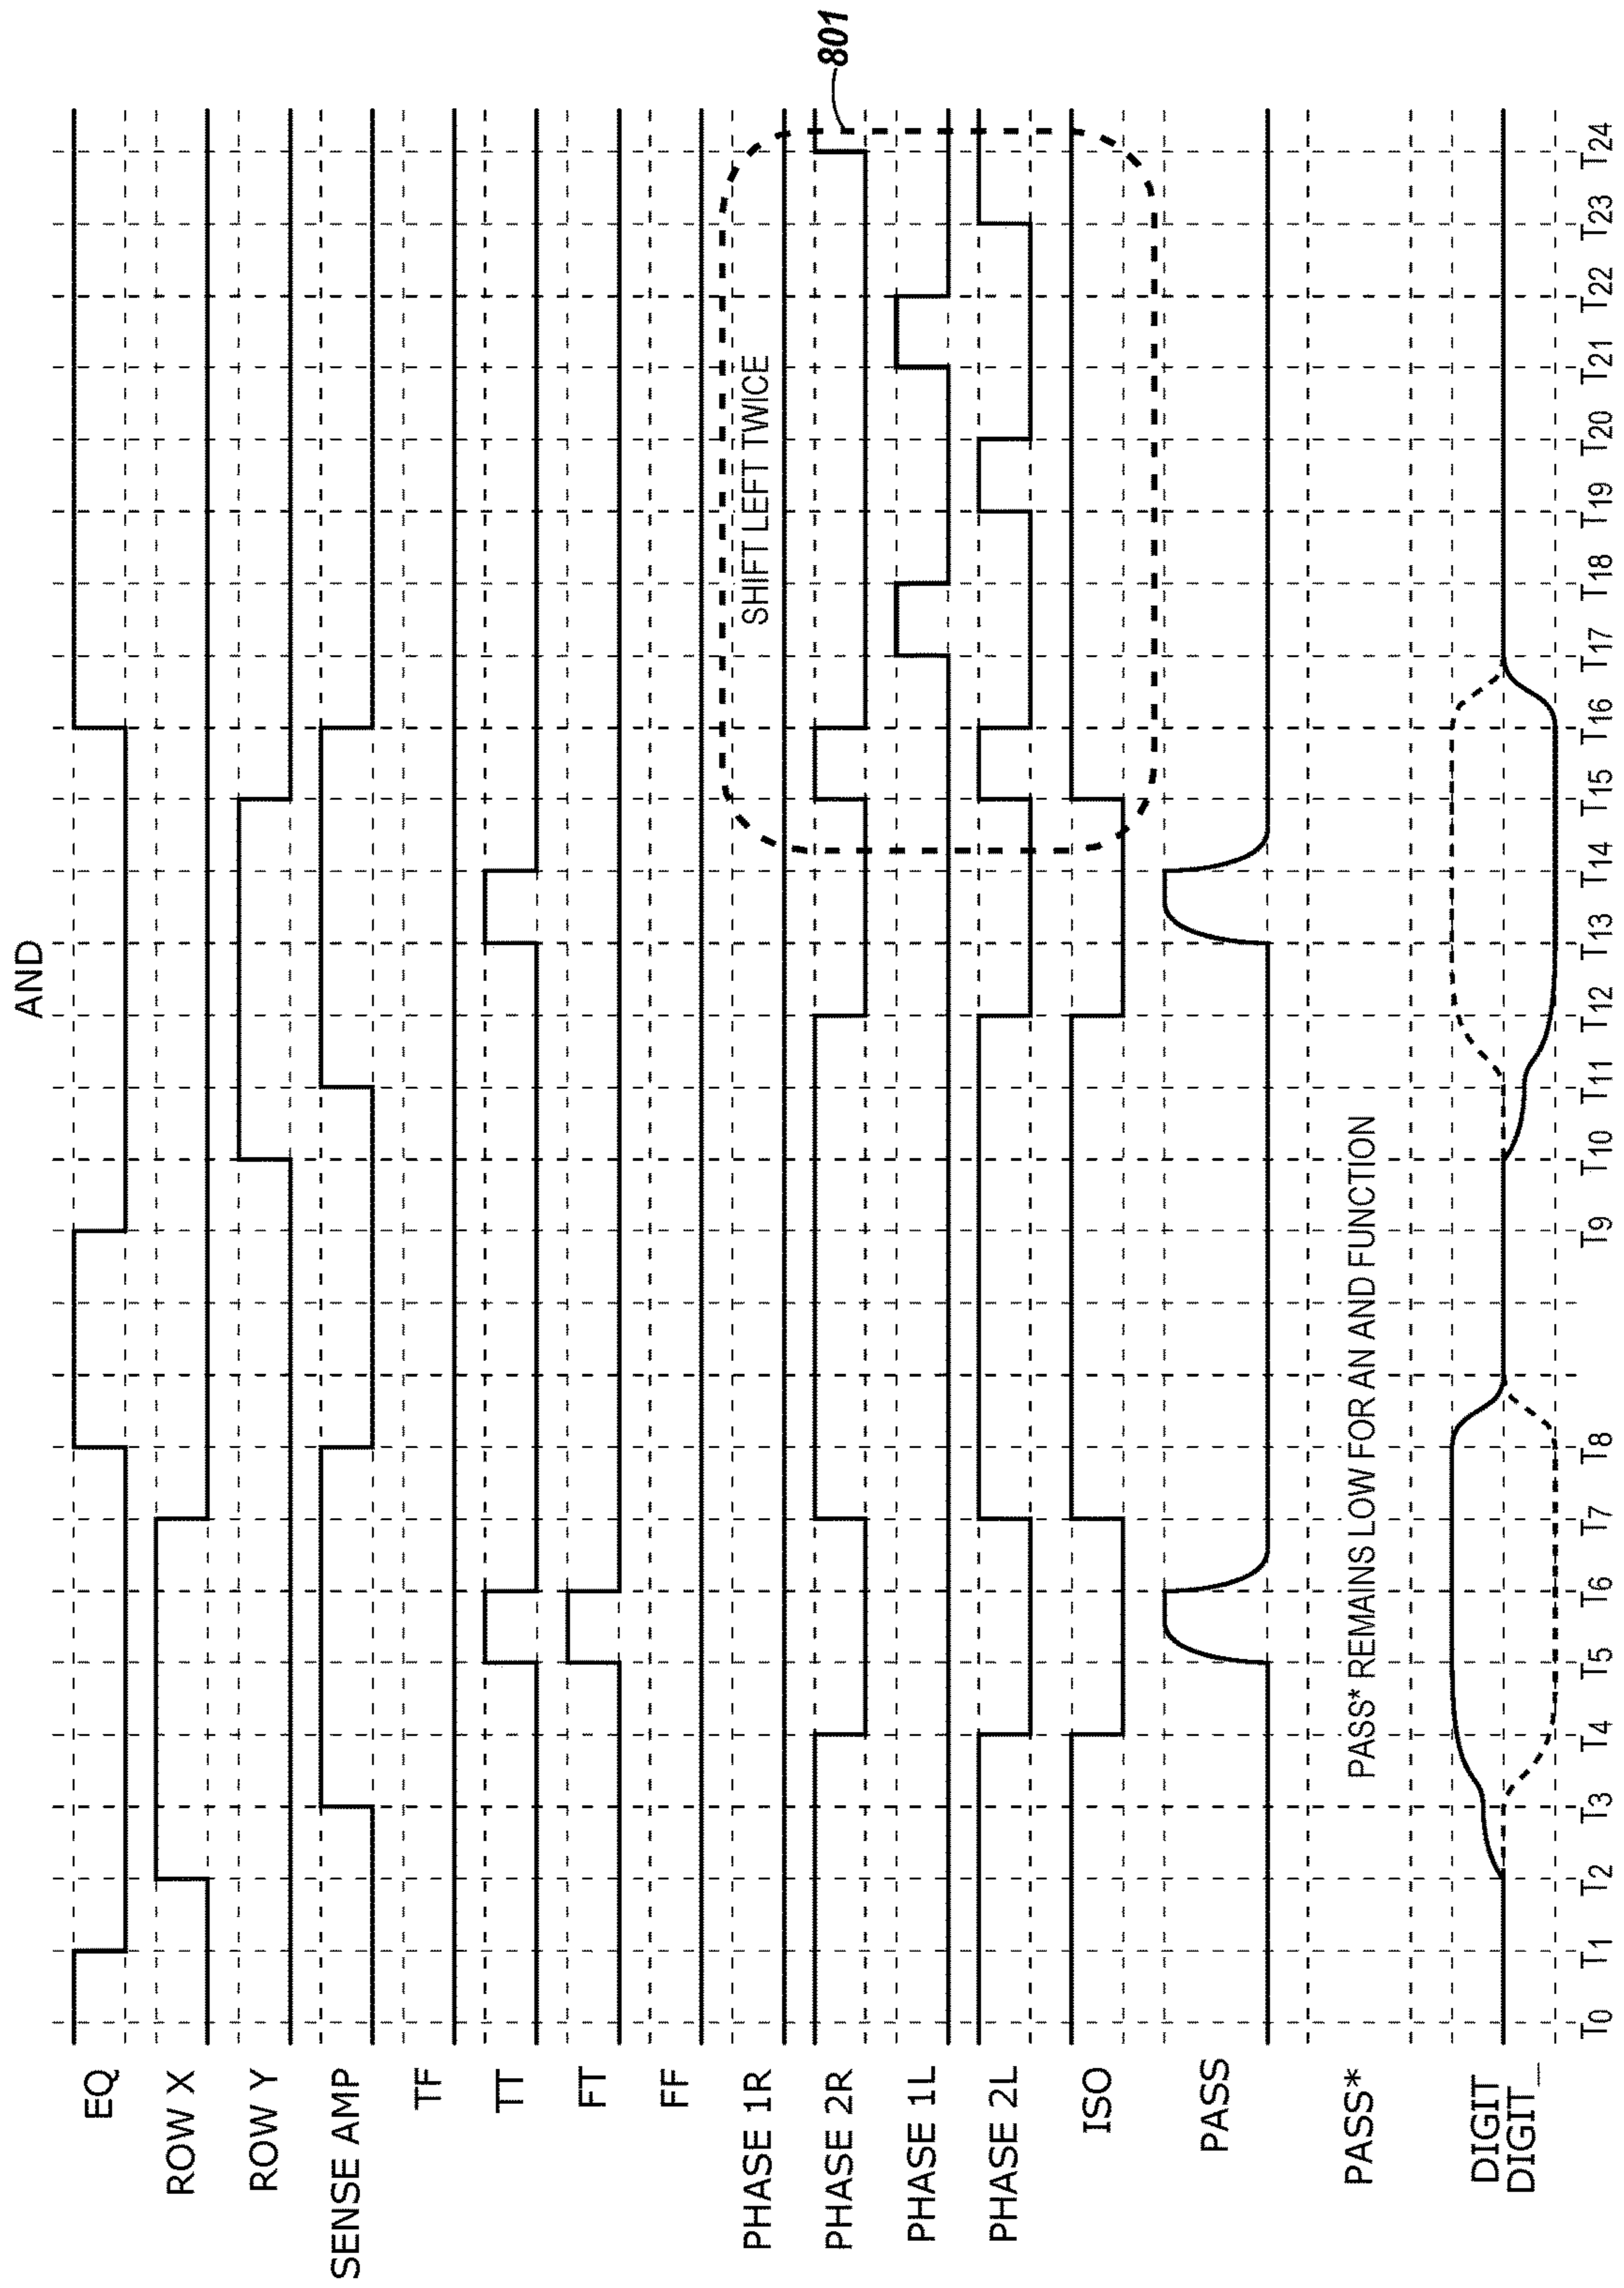 AND
EQ
ROW X
ROW Y
SENSE AMP
TF
TT
FT
FF
PHASE 1R
SHIFT LEFT TWICE
801
PHASE 2R
PHASE 1L
PHASE 2L
ISO
PASS
PASS*
PASS* REMAINS LOW FOR AN AND FUNCTION
DIGIT
DIGIT_
T0 T1 T2 T3 T4 T5 T6 T7 T8 T9 T10 T11 T12 T13 T14 T15 T16 T17 T18 T19 T20 T21 T22 T23 T24